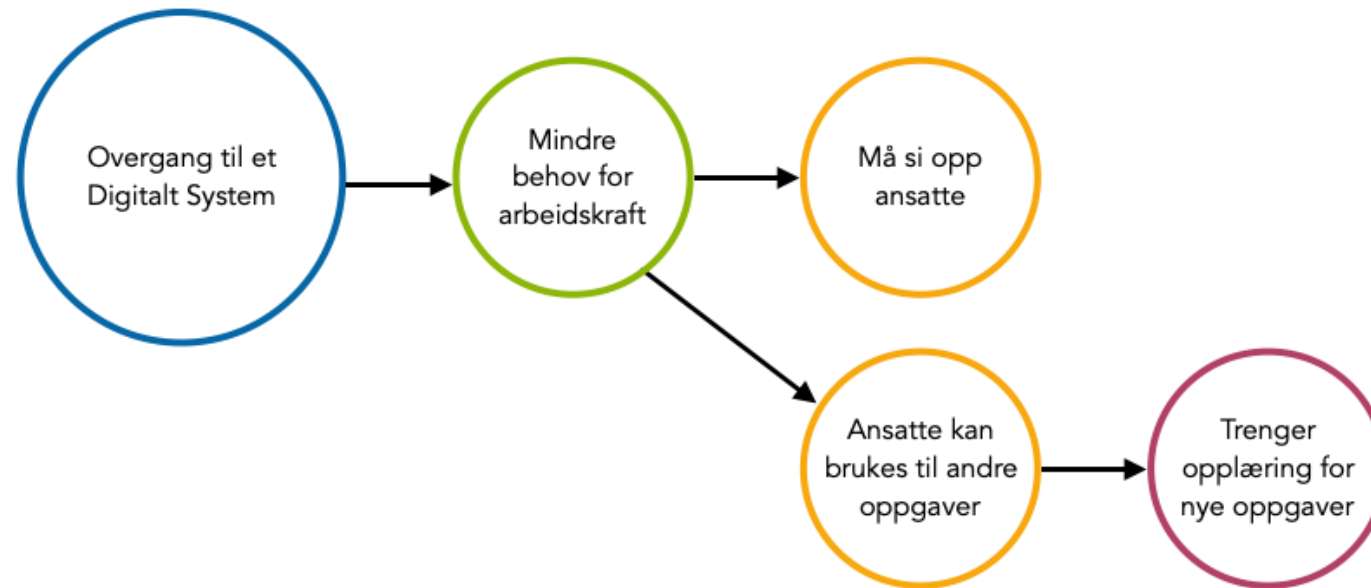 Overgang til et
Digitalt System
Mindre
behov for
arbeidskraft
Må si opp
ansatte
Ansatte kan
brukes til andre
oppgaver
Trenger
opplæring for
nye oppgaver